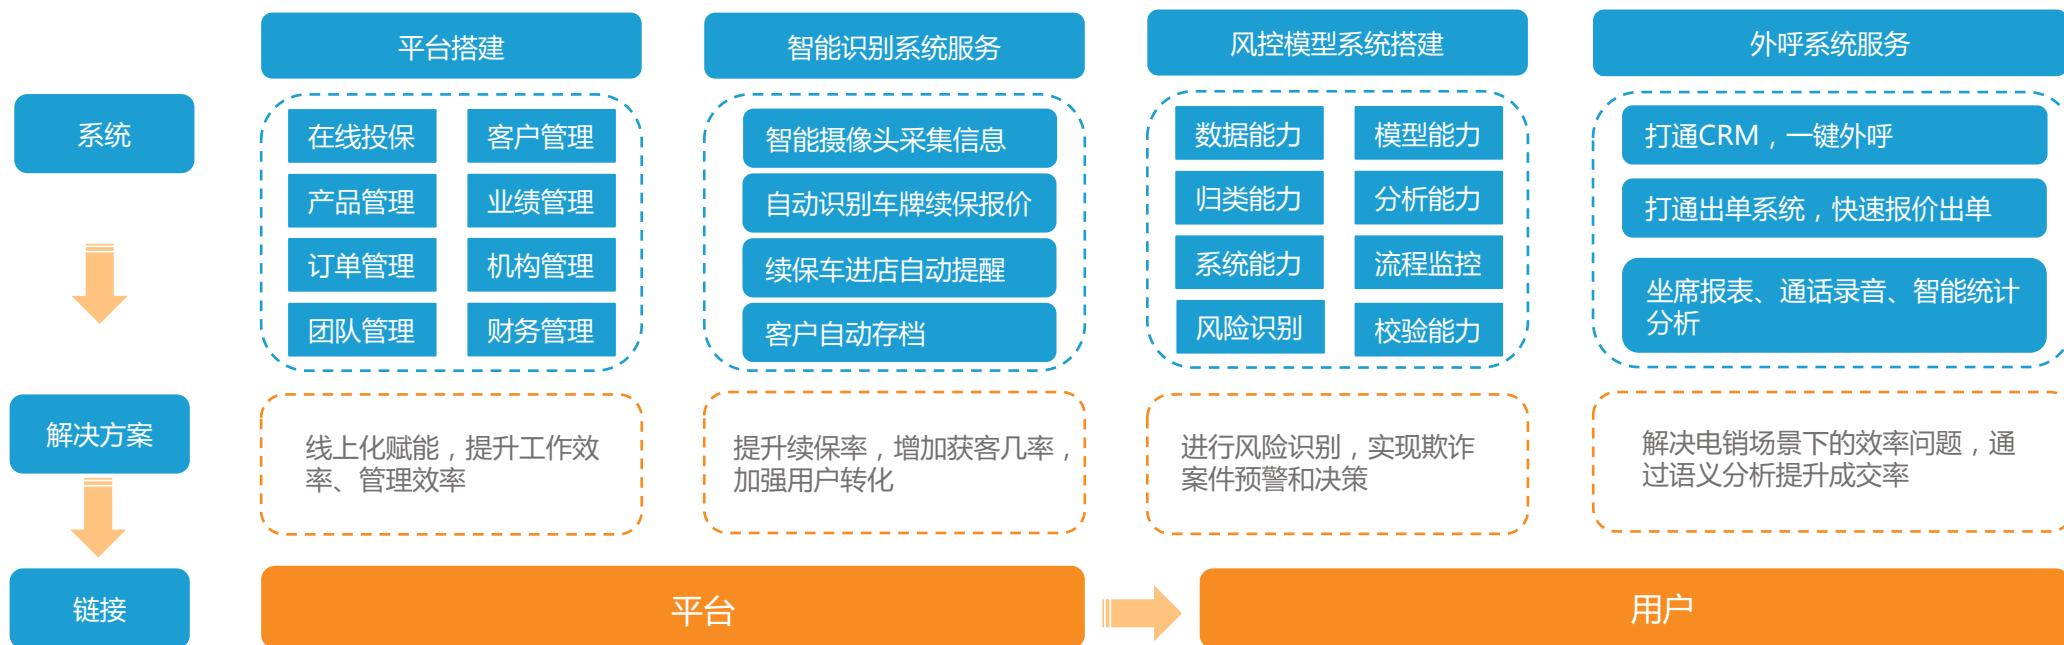 平台搭建
智能识别系统服务
风控模型系统搭建
外呼系统服务
系统
在线投保
客户管理
产品管理
业绩管理
订单管理
机构管理
团队管理
财务管理
智能摄像头采集信息
自动识别车牌续保报价
续保车进店自动提醒
客户自动存档
数据能力
模型能力
归类能力
分析能力
系统能力
流程监控
风险识别
校验能力
打通CRM，一键外呼
打通出单系统，快速报价出单
坐席报表、通话录音、智能统计
分析
解决方案
线上化赋能，提升工作效
率、管理效率
提升续保率，增加获客几率，
加强用户转化
进行风险识别，实现欺诈
案件预警和决策
解决电销场景下的效率问题，通
过语义分析提升成交率
链接
平台
用户